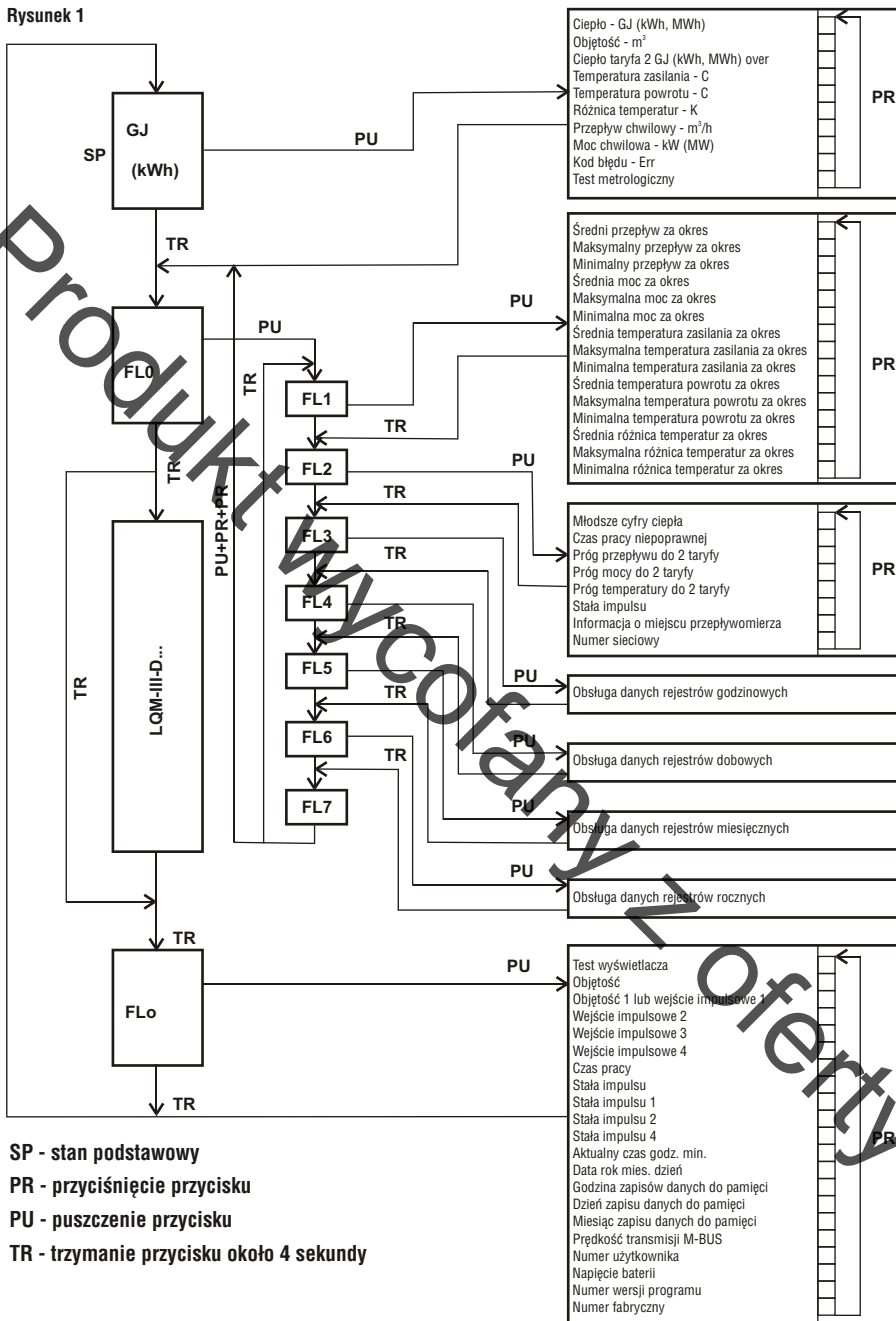 Rysunek 1
GJ
(kWh)
SP
PU
TR
FL0
PU
TR
TR
LQM-III-D...
TR
PU+PR+PR
TR
FL1
PU
TR
FL2
PU
TR
FL3
TR
FL4
TR
FL5
TR
FL6
TR
FL7
PU
PU
PU
PU
TR
FLo
PU
TR
Ciepło - GJ (kWh, MWh)
Objętość - m³
Ciepło taryfa 2 GJ (kWh, MWh) over
Temperatura zasilania - C
Temperatura powrotu - C
Różnica temperatur - K
Przepływ chwilowy - m³/h
Moc chwilowa - kW (MW)
Kod błędu - Err
Test metrologiczny
PR
Średni przepływ za okres
Maksymalny przepływ za okres
Minimalny przepływ za okres
Średnia moc za okres
Maksymalna moc za okres
Minimalna moc za okres
Średnia temperatura zasilania za okres
Maksymalna temperatura zasilania za okres
Minimalna temperatura zasilania za okres
Średnia temperatura powrotu za okres
Maksymalna temperatura powrotu za okres
Minimalna temperatura powrotu za okres
Średnia różnica temperatur za okres
Maksymalna różnica temperatur za okres
Minimalna różnica temperatur za okres
PR
Młodsze cyfry ciepła
Czas pracy niepoprawnej
Próg przepływu do 2 taryfy
Próg mocy do 2 taryfy
Próg temperatury do 2 taryfy
Stała impulsu
Informacja o miejscu przepływomierza
Numer sieciowy
PR
Obsługa danych rejestrów godzinowych
Obsługa danych rejestrów dobowych
Obsługa danych rejestrów miesięcznych
Obsługa danych rejestrów rocznych
Test wyświetlacza
Objętość
Objętość 1 lub wejście impulsowe 1
Wejście impulsowe 2
Wejście impulsowe 3
Wejście impulsowe 4
Czas pracy
Stała impulsu
Stała impulsu 1
Stała impulsu 2
Stała impulsu 4
Aktualny czas godz. min.
Data rok mies. dzień
Godzina zapisów danych do pamięci
Dzień zapisu danych do pamięci
Miesiąc zapisu danych do pamięci
Prędkość transmisji M-BUS
Numer użytkownika
Napięcie baterii
Numer wersji programu
Numer fabryczny
PR
SP - stan podstawowy
PR - przyciśnięcie przycisku
PU - puszczenie przycisku
TR - trzymanie przycisku około 4 sekundy
Produkt wycofany z oferty